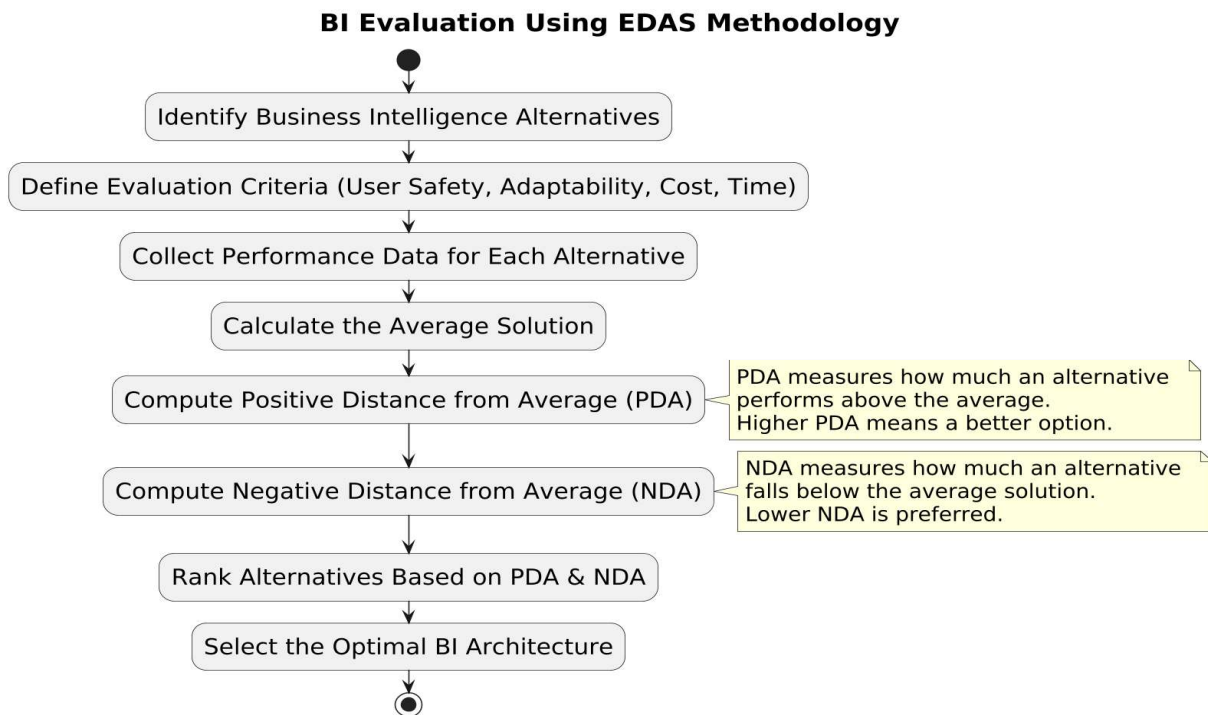 BI Evaluation Using EDAS Methodology
Identify Business Intelligence Alternatives
Define Evaluation Criteria (User Safety, Adaptability, Cost, Time)
Collect Performance Data for Each Alternative
Calculate the Average Solution
Compute Positive Distance from Average (PDA)
PDA measures how much an alternative
performs above the average.
Higher PDA means a better option.
Compute Negative Distance from Average (NDA)
NDA measures how much an alternative
falls below the average solution.
Lower NDA is preferred.
Rank Alternatives Based on PDA & NDA
Select the Optimal BI Architecture